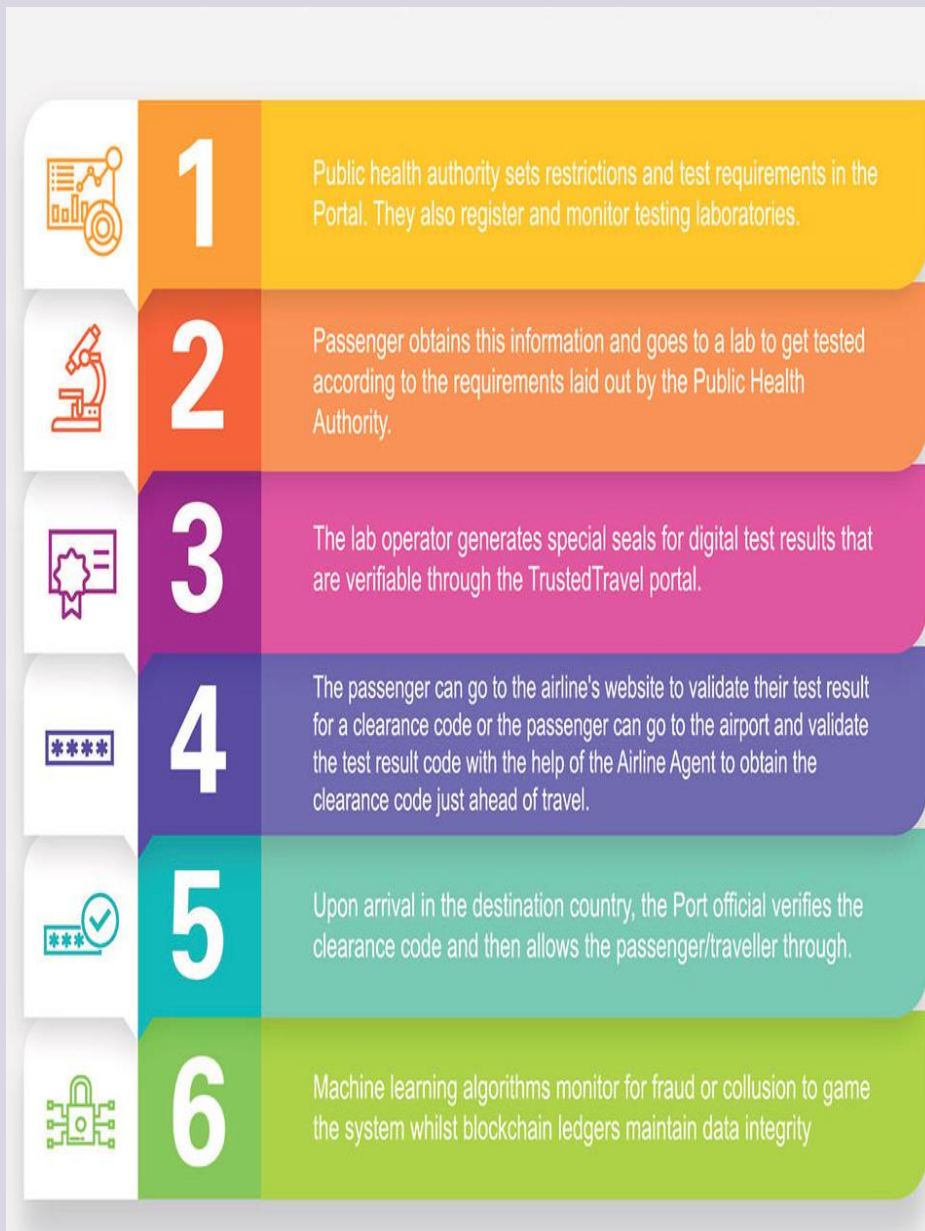 1
Public health authority sets restrictions and test requirements in the
Portal. They also register and monitor testing laboratories.
2
Passenger obtains this information and goes to a lab to get tested
according to the requirements laid out by the Public Health
Authority.
3
The lab operator generates special seals for digital test results that
are verifiable through the TrustedTravel portal.
****
4
The passenger can go to the airline's website to validate their test result
for a clearance code or the passenger can go to the airport and validate
the test result code with the help of the Airline Agent to obtain the
clearance code just ahead of travel.
***
5
Upon arrival in the destination country, the Port official verifies the
clearance code and then allows the passenger/traveller through.
6
Machine learning algorithms monitor for fraud or collusion to game
the system whilst blockchain ledgers maintain data integrity